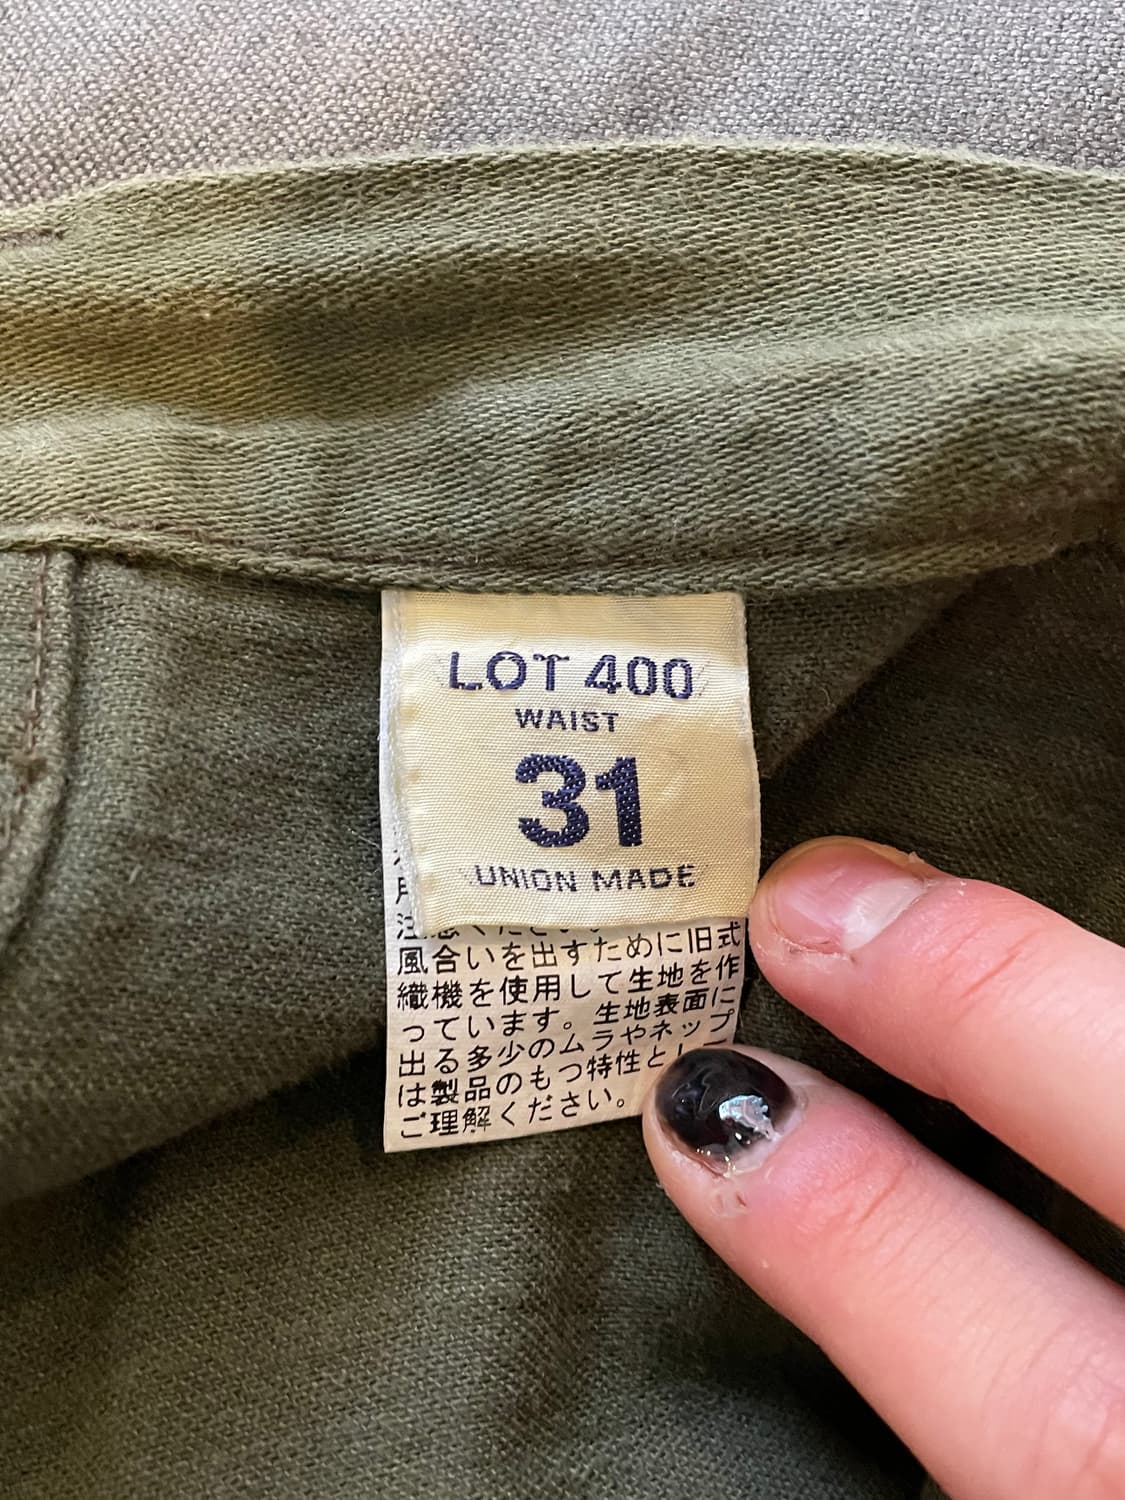 LOT 400
WAIST
31
UNION MADE
風合いを出すために旧式
織機を使用して生地を作
っています。生地表面に
出る多少のムラやネップ
は製品のもつ特性として
ご理解ください。